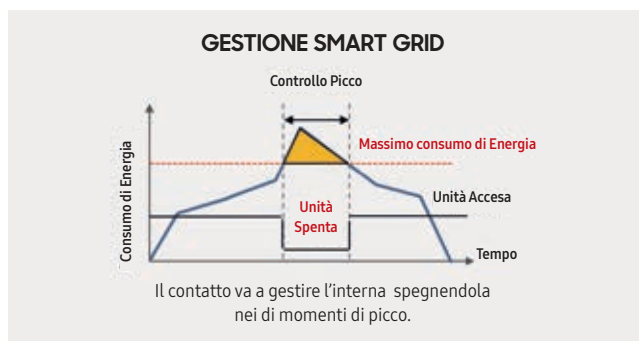 GESTIONE SMART GRID
Controllo Picco
Massimo consumo di Energia
Consumo di Energia
Unità Accesa
Unità
Spenta
Tempo
Il contatto va a gestire l'interna spegnendola
nei di momenti di picco.